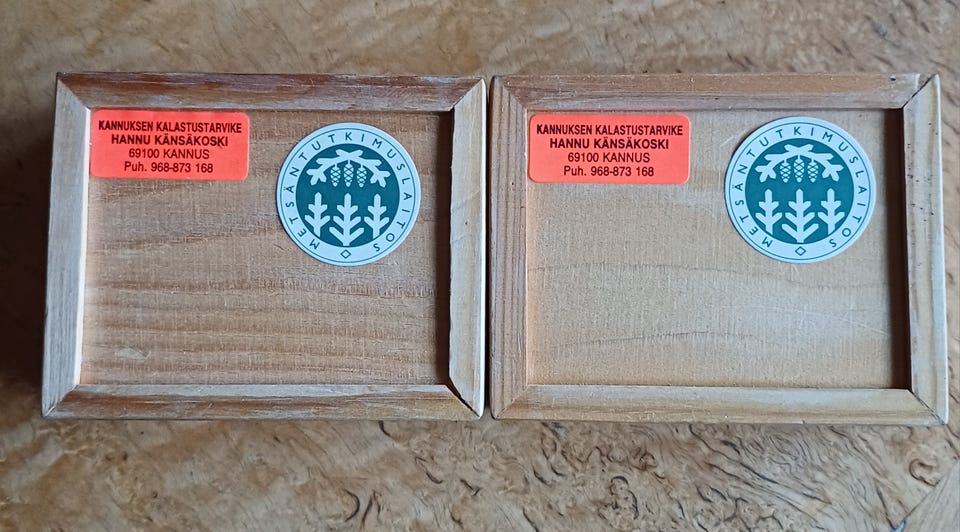 KANNUKSEN KALASTUSTARVIKE
HANNU KÄNSÄKOSKI
69100 KANNUS
Puh. 968-873 168
METSÄNTUTKIMUSLAITOS
KANNUKSEN KALASTUSTARVIKE
HANNU KÄNSÄKOSKI
69100 KANNUS
Puh. 968-873 168
METSÄNTUTKIMUSLAITOS